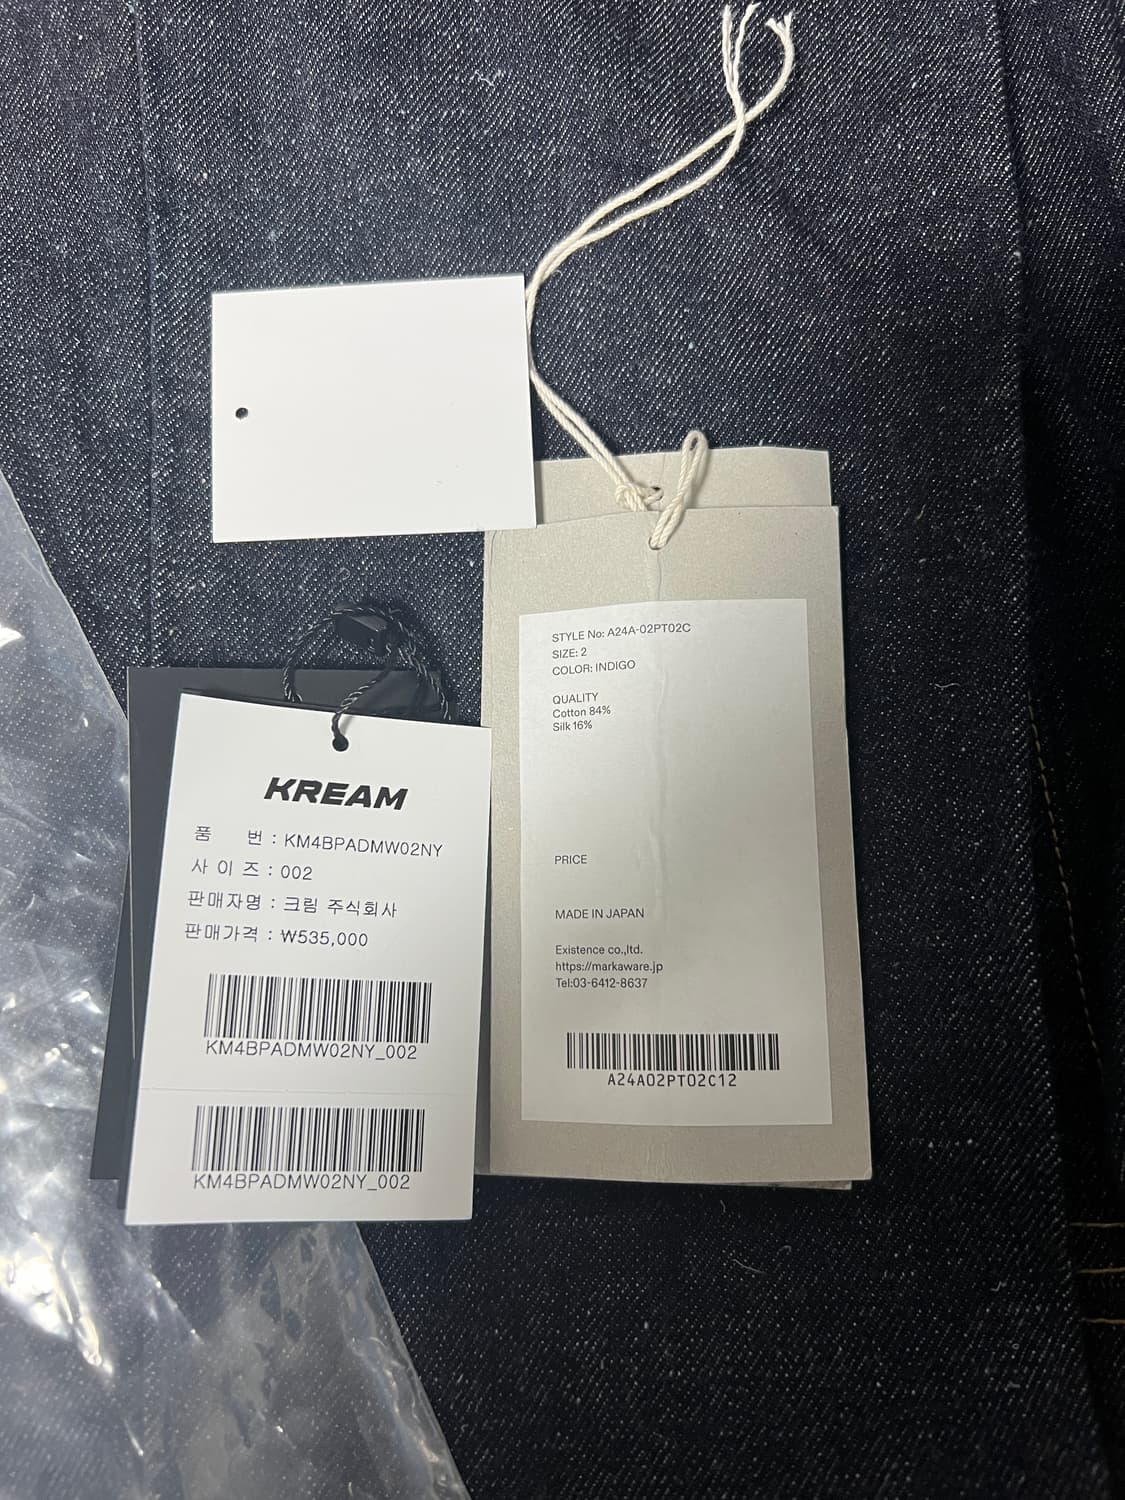 STYLE No: A24A-02PT02C
SIZE: 2
COLOR: INDIGO
QUALITY
Cotton 84%
Silk 16%
PRICE
MADE IN JAPAN
Existence co.,ltd.
https://markaware.jp
Tel:03-6412-8637
A24A02PT02C12
KREAM
품 번 : KM4BPADMW02NY
사 이 즈 : 002
판매자명 : 크림 주식회사
판매가격 : ₩535,000
KM4BPADMW02NY_002
KM4BPADMW02NY_002